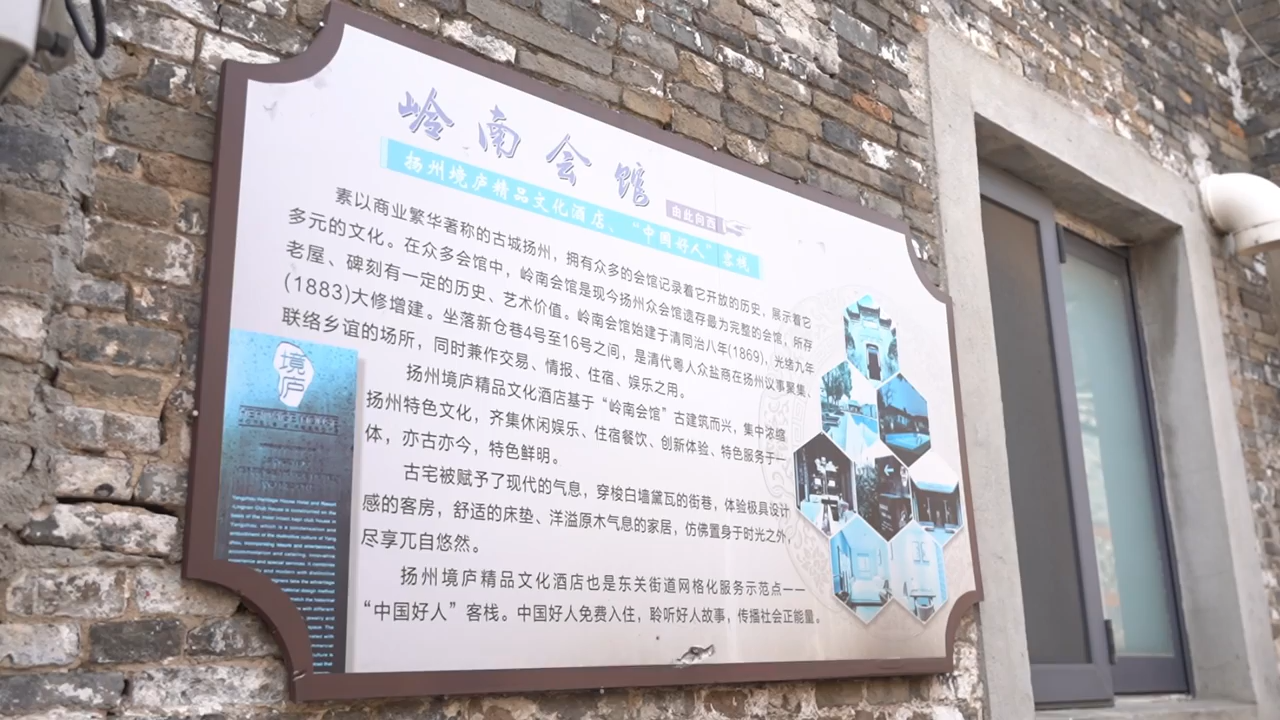 岭南会馆
扬州境庐精品文化酒店、“中国好人”客栈
由此向西
素以商业繁华著称的古城扬州，拥有众多的会馆记录着它开放的历史，展示着它
多元的文化。在众多会馆中，岭南会馆是现今扬州众会馆遗存最为完整的会馆，所存
老屋、碑刻有一定的历史、艺术价值。岭南会馆始建于清同治八年(1869)，光绪九年
(1883)大修增建。坐落新仓巷4号至16号之间，是清代粤人众盐商在扬州议事聚集、
联络乡谊的场所，同时兼作交易、情报、住宿、娱乐之用。
扬州境庐精品文化酒店基于“岭南会馆”古建筑而兴，集中浓缩
扬州特色文化，齐集休闲娱乐、住宿餐饮、创新体验、特色服务于一
体，亦古亦今，特色鲜明。
古宅被赋予了现代的气息，穿梭白墙黛瓦的街巷，体验极具设计
感的客房，舒适的床垫、洋溢原木气息的家居，仿佛置身于时光之外，
尽享兀自悠然。
扬州境庐精品文化酒店也是东关街道网格化服务示范点——
“中国好人”客栈。中国好人免费入住，聆听好人故事，传播社会正能量。
境庐